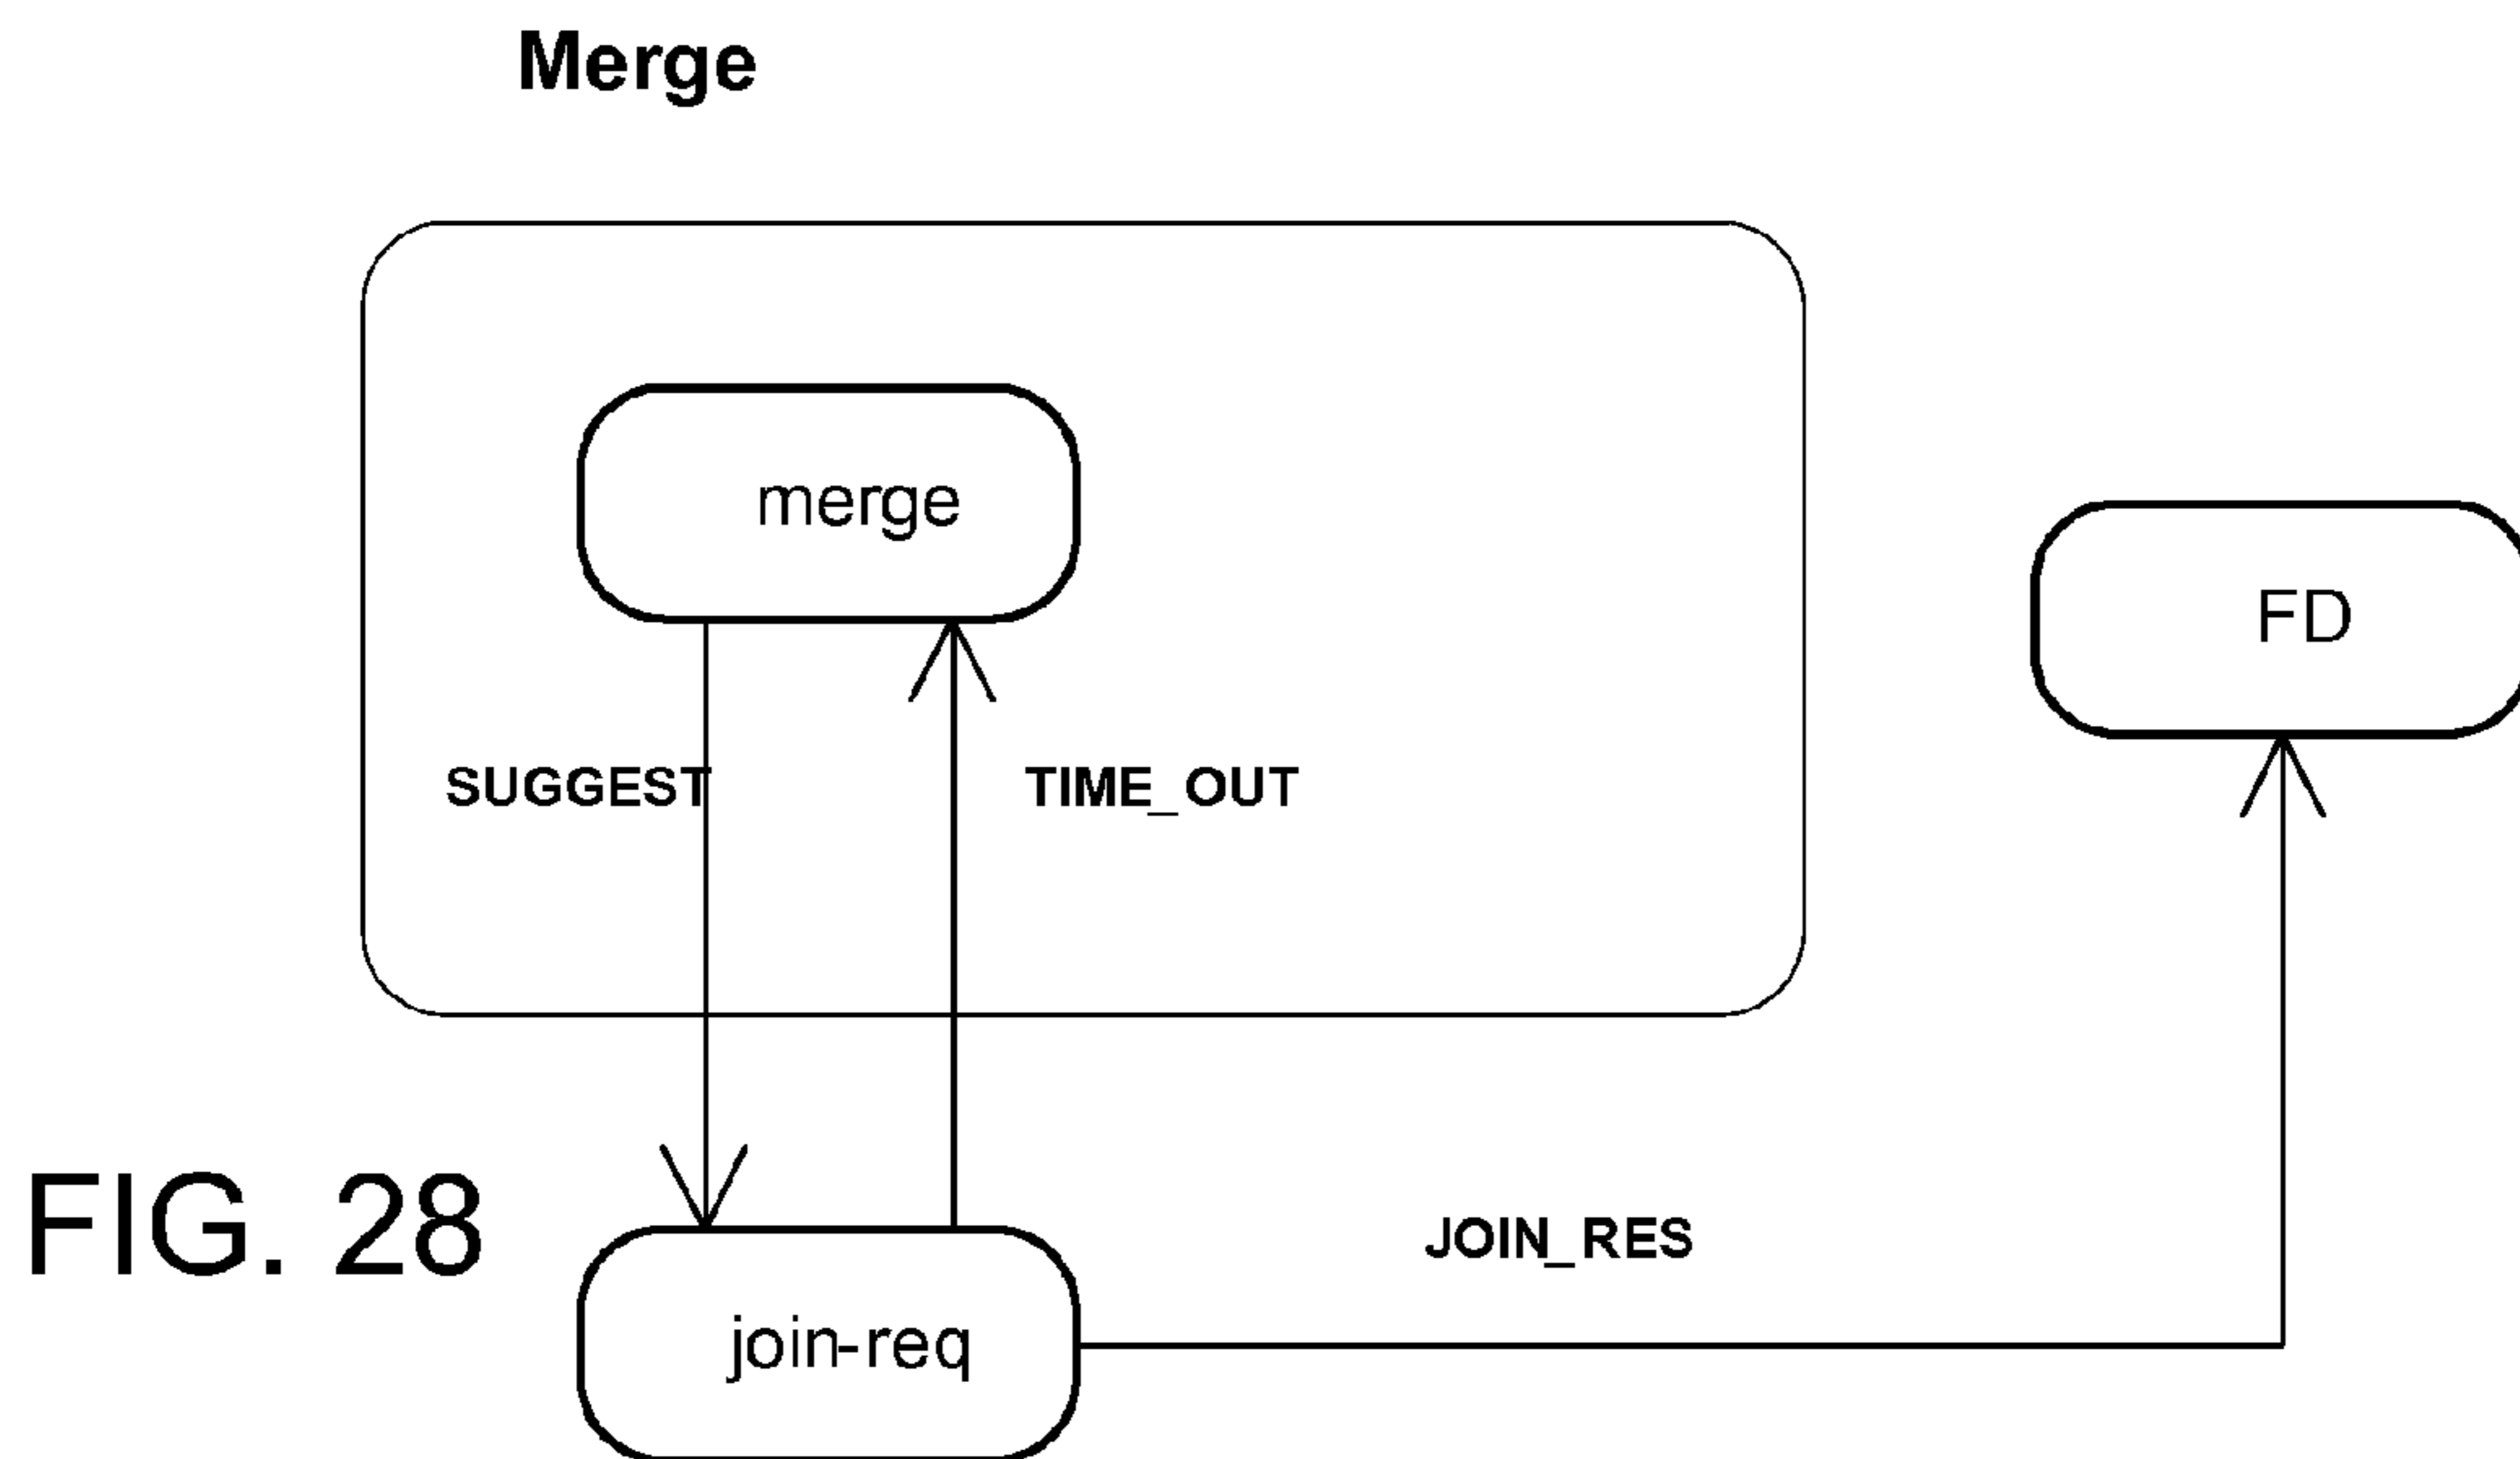 Merge
merge
FD
SUGGEST
TIME_OUT
FIG. 28
JOIN_RES
join-req